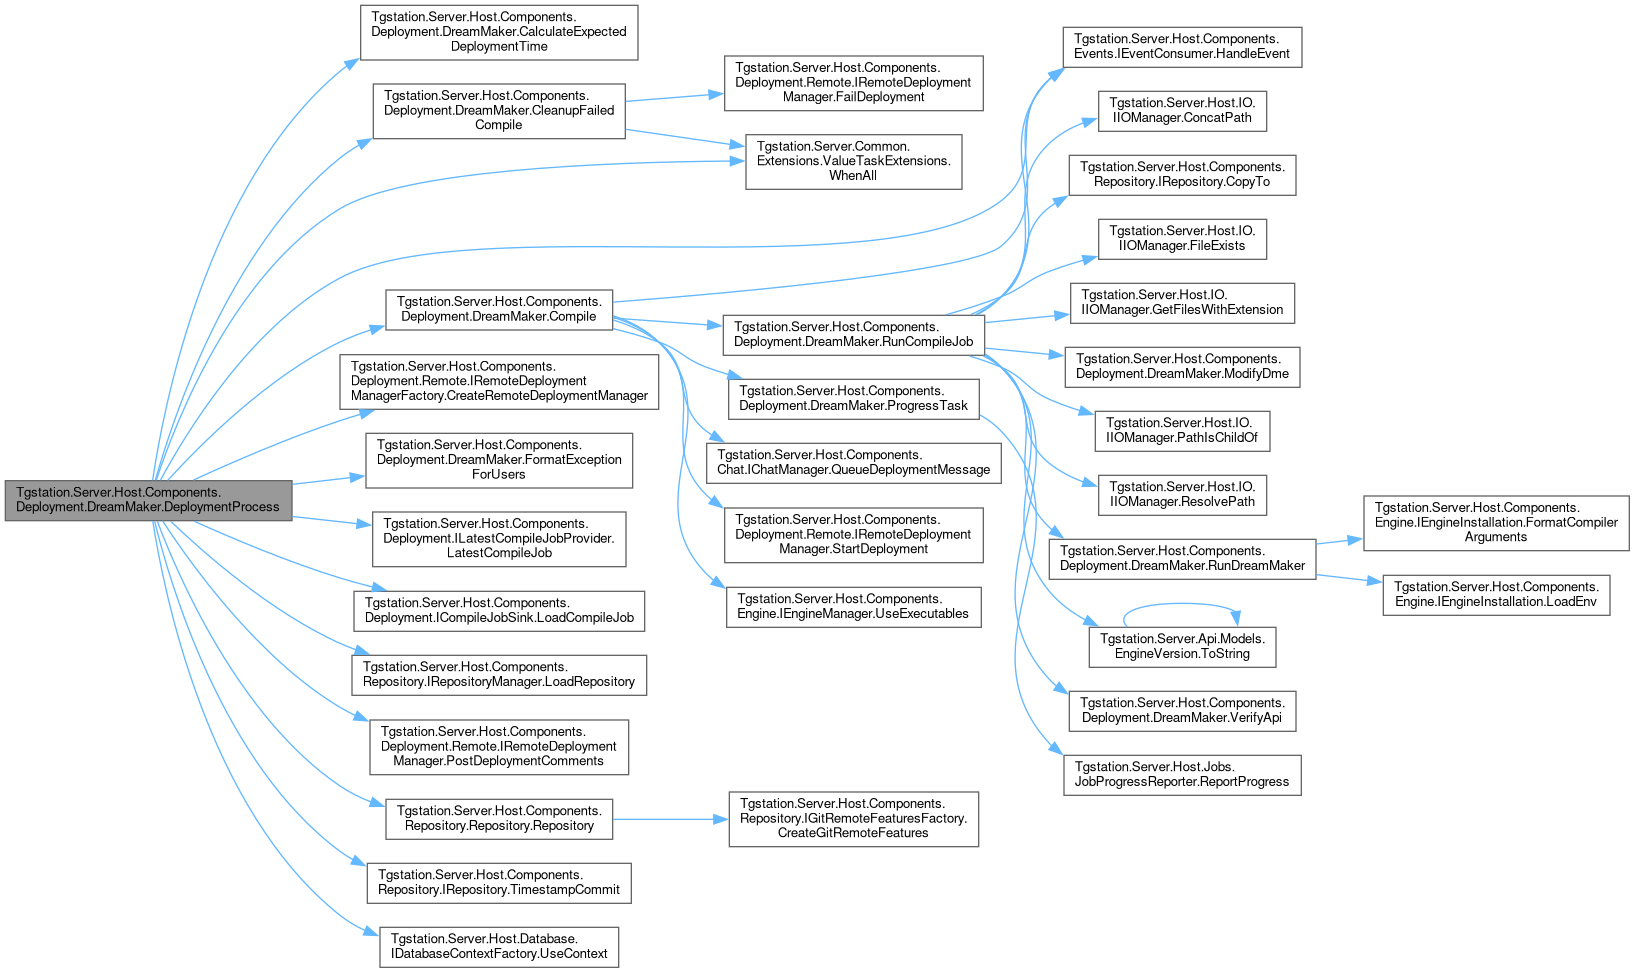 Tgstation.Server.Host.Components.
Deployment.DreamMaker.DeploymentProcess
Tgstation.Server.Host.Components.
Deployment.DreamMaker.CalculateExpected
DeploymentTime
Tgstation.Server.Host.Components.
Deployment.DreamMaker.CleanupFailed
Compile
Tgstation.Server.Host.Components.
Deployment.DreamMaker.Compile
Tgstation.Server.Host.Components.
Deployment.Remote.IRemoteDeployment
ManagerFactory.CreateRemoteDeploymentManager
Tgstation.Server.Host.Components.
Deployment.DreamMaker.FormatException
ForUsers
Tgstation.Server.Host.Components.
Deployment.ILatestCompileJobProvider.
LatestCompileJob
Tgstation.Server.Host.Components.
Deployment.ICompileJobSink.LoadCompileJob
Tgstation.Server.Host.Components.
Repository.IRepositoryManager.LoadRepository
Tgstation.Server.Host.Components.
Deployment.Remote.IRemoteDeployment
Manager.PostDeploymentComments
Tgstation.Server.Host.Components.
Repository.Repository.Repository
Tgstation.Server.Host.Components.
Repository.IRepository.TimestampCommit
Tgstation.Server.Host.Database.
IDatabaseContextFactory.UseContext
Tgstation.Server.Host.Components.
Deployment.Remote.IRemoteDeployment
Manager.FailDeployment
Tgstation.Server.Common.
Extensions.ValueTaskExtensions.
WhenAll
Tgstation.Server.Host.Components.
Deployment.DreamMaker.RunCompileJob
Tgstation.Server.Host.Components.
Deployment.DreamMaker.ProgressTask
Tgstation.Server.Host.Components.
Chat.IChatManager.QueueDeploymentMessage
Tgstation.Server.Host.Components.
Deployment.Remote.IRemoteDeployment
Manager.StartDeployment
Tgstation.Server.Host.Components.
Engine.IEngineManager.UseExecutables
Tgstation.Server.Host.Components.
Repository.IGitRemoteFeaturesFactory.
CreateGitRemoteFeatures
Tgstation.Server.Host.Components.
Events.IEventConsumer.HandleEvent
Tgstation.Server.Host.IO.
IIOManager.ConcatPath
Tgstation.Server.Host.Components.
Repository.IRepository.CopyTo
Tgstation.Server.Host.IO.
IIOManager.FileExists
Tgstation.Server.Host.IO.
IIOManager.GetFilesWithExtension
Tgstation.Server.Host.Components.
Deployment.DreamMaker.ModifyDme
Tgstation.Server.Host.IO.
IIOManager.PathIsChildOf
Tgstation.Server.Host.IO.
IIOManager.ResolvePath
Tgstation.Server.Host.Components.
Deployment.DreamMaker.RunDreamMaker
Tgstation.Server.Api.Models.
EngineVersion.ToString
Tgstation.Server.Host.Components.
Deployment.DreamMaker.VerifyApi
Tgstation.Server.Host.Jobs.
JobProgressReporter.ReportProgress
Tgstation.Server.Host.Components.
Engine.IEngineInstallation.FormatCompiler
Arguments
Tgstation.Server.Host.Components.
Engine.IEngineInstallation.LoadEnv